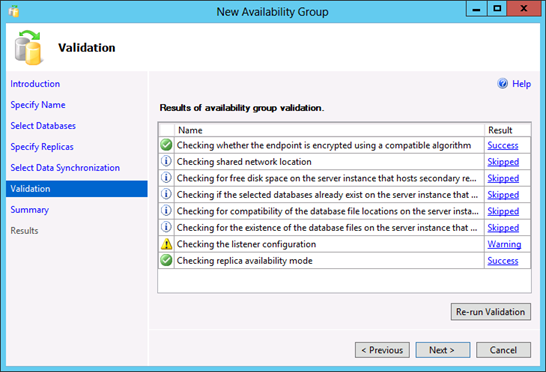 New Availability Group
Validation
Introduction
Specify Name
Select Databases
Specify Replicas
Select Data Synchronization
Validation
Summary
Results
Help
Results of availability group validation.
Name Result
Checking whether the endpoint is encrypted using a compatible algorithm Success
Checking shared network location Skipped
Checking for free disk space on the server instance that hosts secondary re... Skipped
Checking if the selected databases already exist on the server instance that ... Skipped
Checking for compatibility of the database file locations on the server insta... Skipped
Checking for the existence of the database files on the server instance that ... Skipped
Checking the listener configuration Warning
Checking replica availability mode Success
Re-run Validation
< Previous Next > Cancel